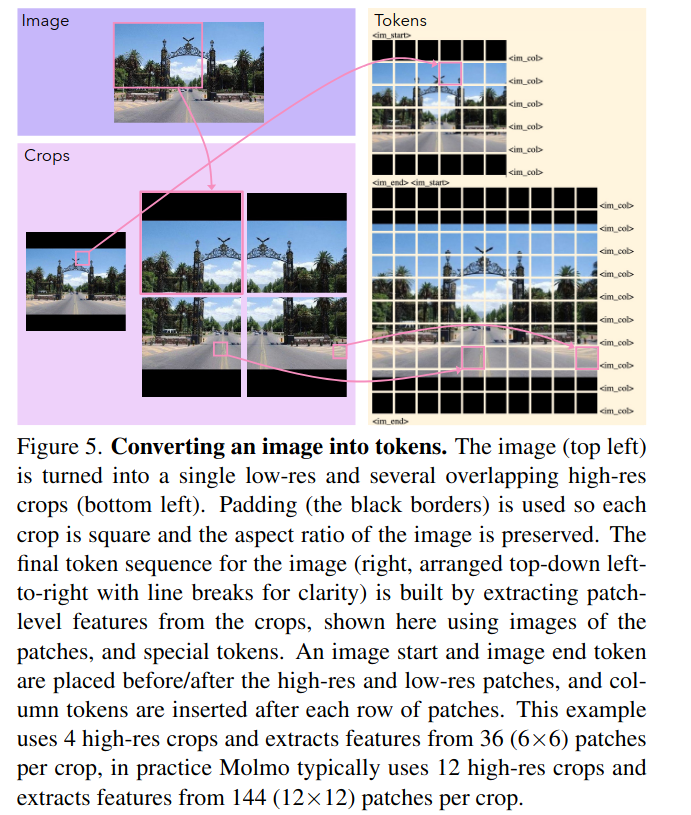 Image
Tokens
<im_start>
<im_col>
<im_col>
<im_col>
<im_col>
<im_col>
<im_col>
Crops
<im_end> <im_start>
<im_col>
<im_col>
<im_col>
<im_col>
<im_col>
<im_col>
<im_col>
<im_col>
<im_col>
<im_col>
<im_end>
Figure 5. Converting an image into tokens. The image (top left)
is turned into a single low-res and several overlapping high-res
crops (bottom left). Padding (the black borders) is used so each
crop is square and the aspect ratio of the image is preserved. The
final token sequence for the image (right, arranged top-down left-
to-right with line breaks for clarity) is built by extracting patch-
level features from the crops, shown here using images of the
patches, and special tokens. An image start and image end token
are placed before/after the high-res and low-res patches, and col-
umn tokens are inserted after each row of patches. This example
uses 4 high-res crops and extracts features from 36 (6×6) patches
per crop, in practice Molmo typically uses 12 high-res crops and
extracts features from 144 (12×12) patches per crop.